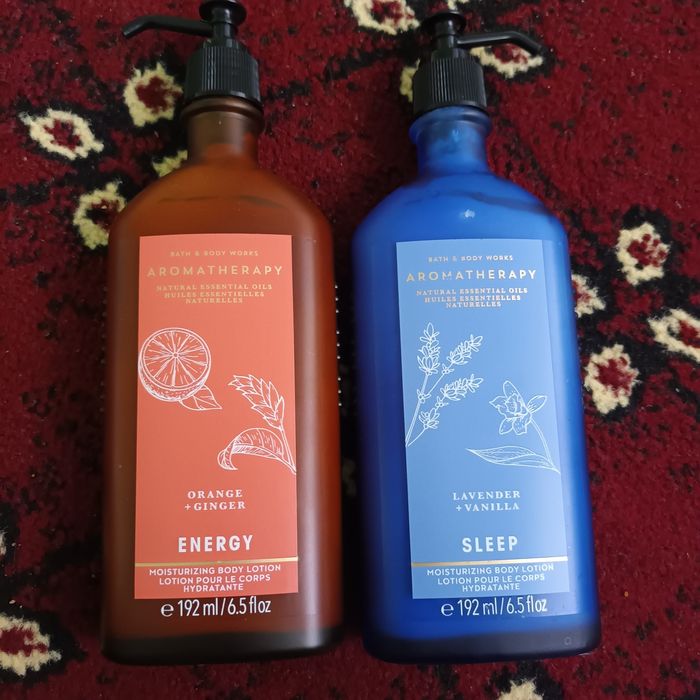 BATH & BODY WORKS
AROMATHERAPY
NATURAL ESSENTIAL OILS
HUILES ESSENTIELLES
NATURELLES
ORANGE
+ GINGER
ENERGY
MOISTURIZING BODY LOTION
LOTION POUR LE CORPS
HYDRATANTE
℮ 192 ml/6.5 fl oz
BATH & BODY WORKS
AROMATHERAPY
NATURAL ESSENTIAL OILS
HUILES ESSENTIELLES
NATURELLES
LAVENDER
+ VANILLA
SLEEP
MOISTURIZING BODY LOTION
LOTION POUR LE CORPS
HYDRATANTE
℮ 192 ml/6.5 fl oz